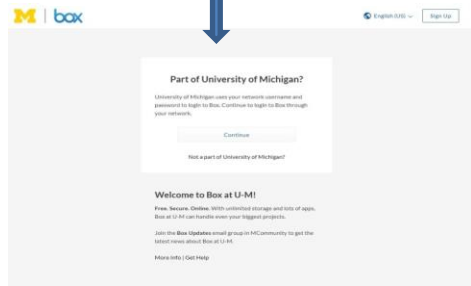 M | box
English (US)
Sign Up
Part of University of Michigan?
University of Michigan uses your network username and
password to login to Box. Continue to login to Box through
your network.
Continue
Not a part of University of Michigan?
Welcome to Box at U-M!
Free. Secure. Online. With unlimited storage and lots of apps,
Box at U-M can handle even your biggest projects.
Join the Box Updates email group in MCommunity to get the
latest news about Box at U-M.
More Info | Get Help